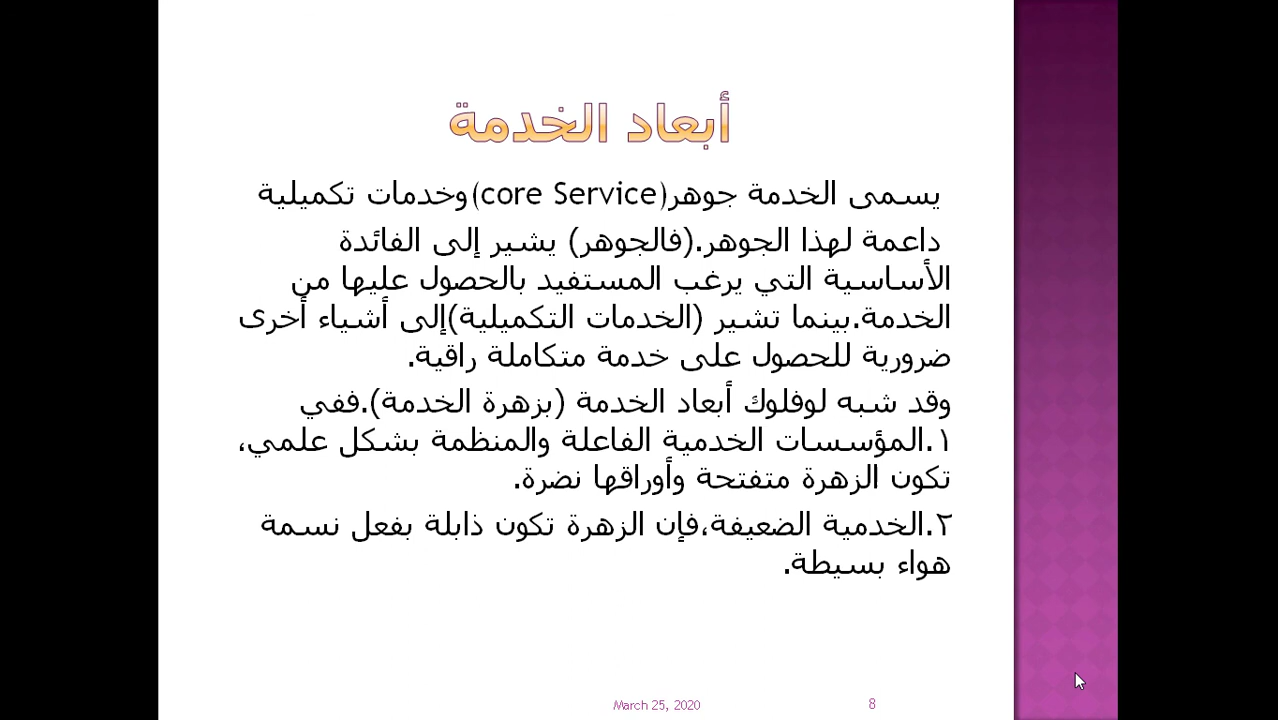 أبعاد الخدمة
يسمى الخدمة جوهر(core Service)وخدمات تكميلية
داعمة لهذا الجوهر.(فالجوهر) يشير إلى الفائدة
الأساسية التي يرغب المستفيد بالحصول عليها من
الخدمة.بينما تشير (الخدمات التكميلية)إلى أشياء أخرى
ضرورية للحصول على خدمة متكاملة راقية.
وقد شبه لوفلوك أبعاد الخدمة (بزهرة الخدمة).ففي
١.المؤسسات الخدمية الفاعلة والمنظمة بشكل علمي،
تكون الزهرة متفتحة وأوراقها نضرة.
٢.الخدمية الضعيفة،فإن الزهرة تكون ذابلة بفعل نسمة
هواء بسيطة.
March 25, 2020
8